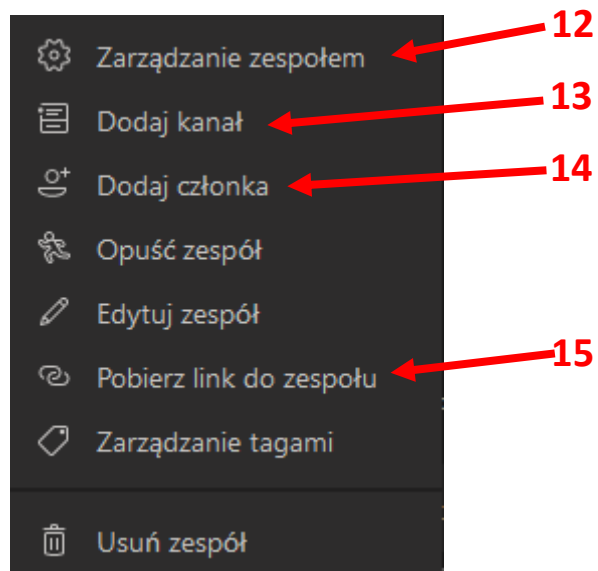 12
Zarządzanie zespołem
13
Dodaj kanał
14
Dodaj członka
Opuść zespół
Edytuj zespół
15
Pobierz link do zespołu
Zarządzanie tagami
Usuń zespół